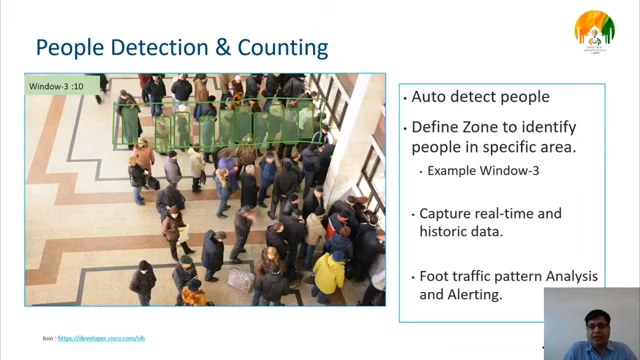 People Detection & Counting
Window-3 :10
• Auto detect people
• Define Zone to identify
people in specific area.
• Example Window-3
• Capture real-time and
historic data.
• Foot traffic pattern Analysis
and Alerting.
Join : https://developer.cisco.com/sih